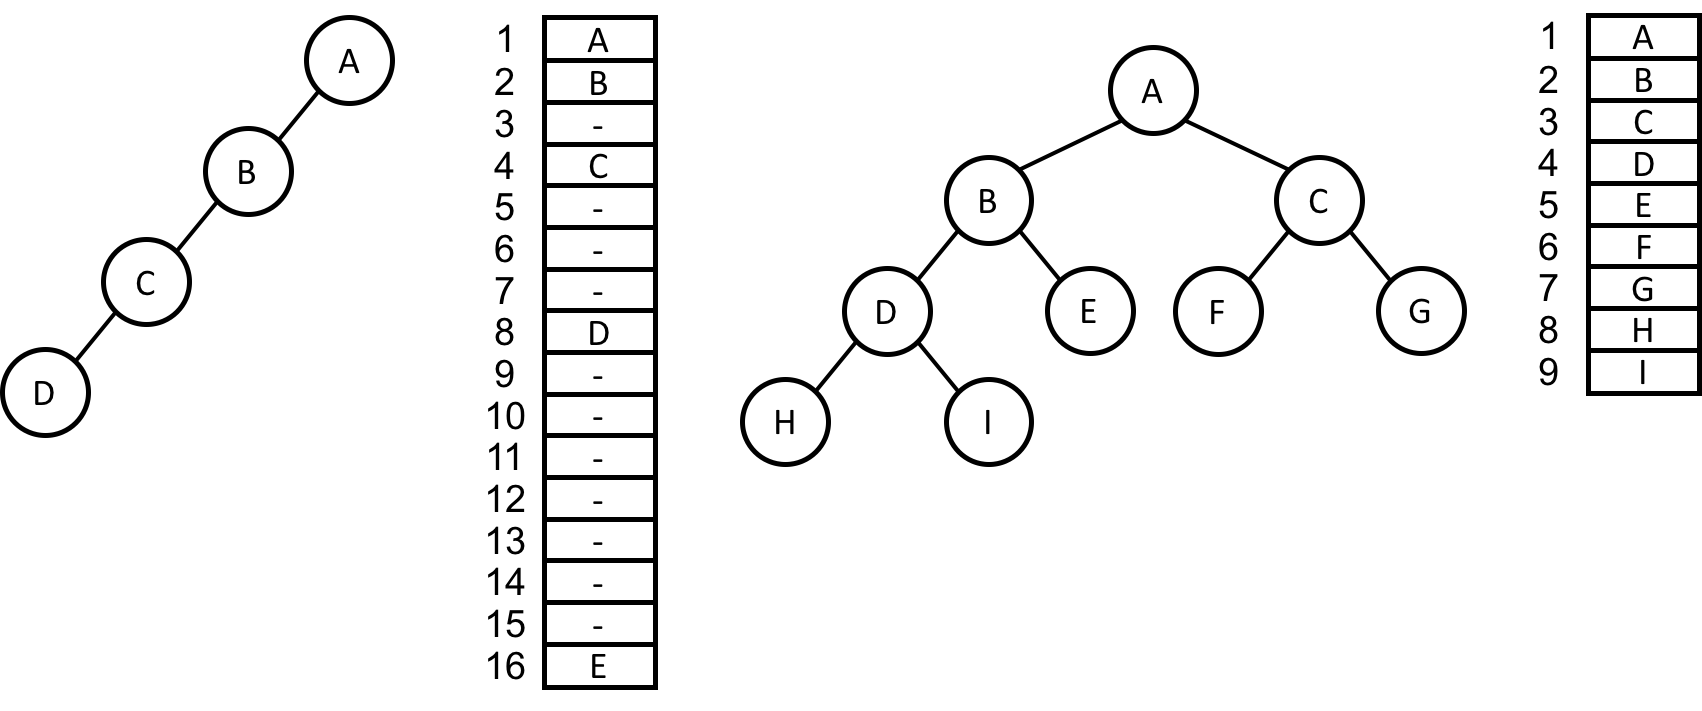 A
B
C
D
1 A
2 B
3 -
4 C
5 -
6 -
7 -
8 D
9 -
10 -
11 -
12 -
13 -
14 -
15 -
16 E
A
B C
D E F G
H I
1 A
2 B
3 C
4 D
5 E
6 F
7 G
8 H
9 I